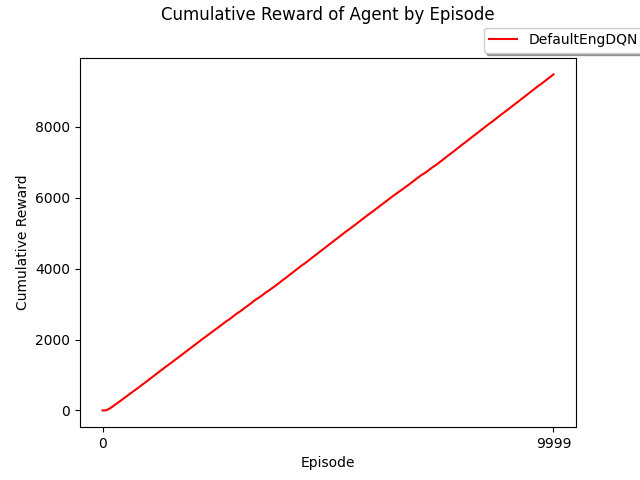 Cumulative Reward of Agent by Episode
DefaultEngDQN
8000
6000
4000
2000
0
Cumulative Reward
0
9999
Episode